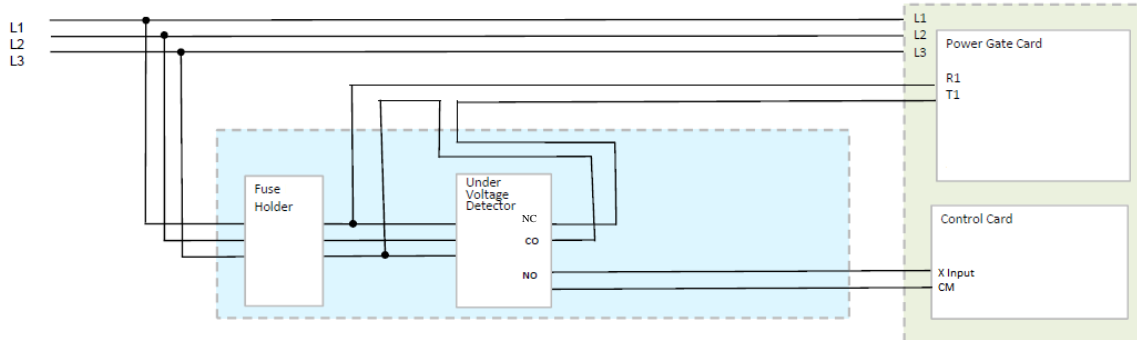 L1
L2
L3
L1
L2
L3
Power Gate Card
R1
T1
Fuse
Holder
Under
Voltage
Detector
NC
CO
NO
Control Card
X Input
CM